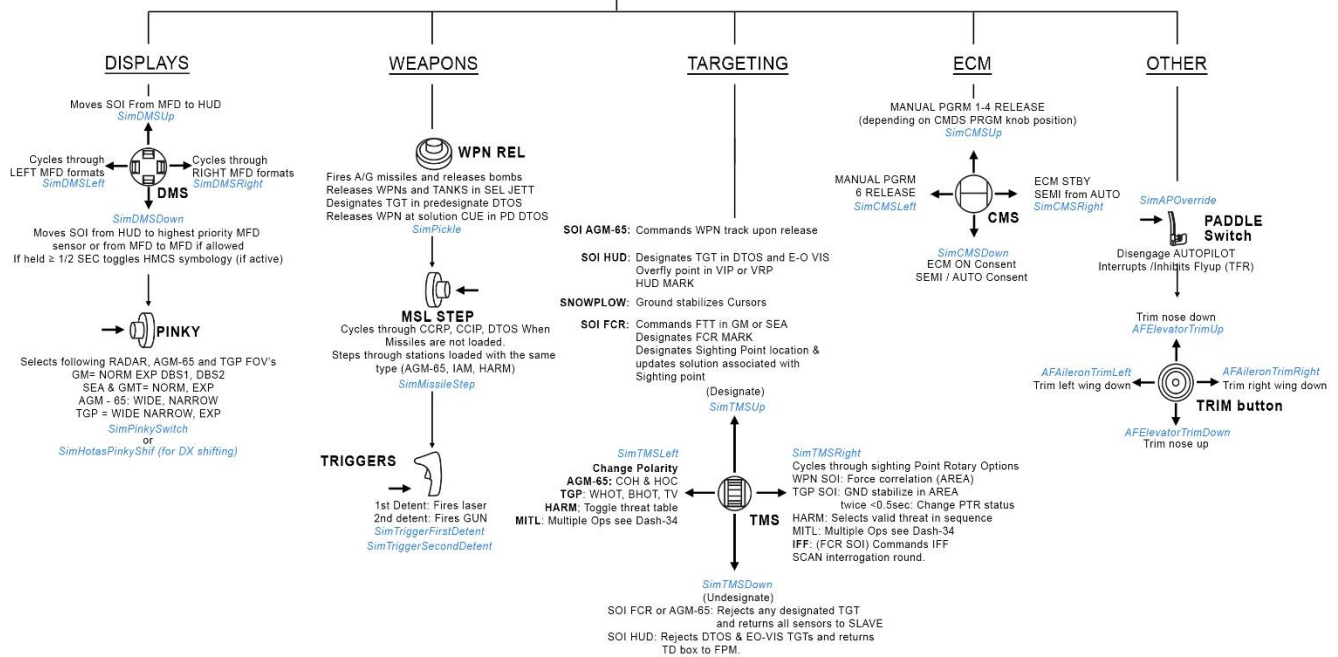 DISPLAYS
Moves SOI From MFD to HUD
SimDMSUp
Cycles through
LEFT MFD formats
SimDMSLeft
Cycles through
RIGHT MFD formats
SimDMSRight
DMS
SimDMSDown
Moves SOI from HUD to highest priority MFD
sensor or from MFD to MFD if allowed
If held ≥ 1/2 SEC toggles HMCS symbology (if active)
PINKY
Selects following RADAR, AGM-65 and TGP FOV's
GM= NORM EXP DBS1, DBS2
SEA & GMT= NORM, EXP
AGM - 65: WIDE, NARROW
TGP = WIDE NARROW, EXP
SimPinkySwitch
or
SimHotasPinkyShif (for DX shifting)
WEAPONS
WPN REL
Fires A/G missiles and releases bombs
Releases WPNs and TANKS in SEL JETT
Designates TGT in predesignate DTOS
Releases WPN at solution CUE in PD DTOS
SimPickle
MSL STEP
Cycles through CCRP, CCIP, DTOS When
Missiles are not loaded.
Steps through stations loaded with the same
type (AGM-65, IAM, HARM)
SimMissileStep
TRIGGERS
1st Detent: Fires laser
2nd detent: Fires GUN
SimTriggerFirstDetent
SimTriggerSecondDetent
TARGETING
SOI AGM-65: Commands WPN track upon release
SOI HUD: Designates TGT in DTOS and E-O VIS
Overfly point in VIP or VRP
HUD MARK
SNOWPLOW: Ground stabilizes Cursors
SOI FCR: Commands FTT in GM or SEA
Designates FCR MARK
Designates Sighting Point location &
updates solution associated with
Sighting point
(Designate)
SimTMSUp
SimTMSLeft
Change Polarity
AGM-65: COH & HOC
TGP: WHOT, BHOT, TV
HARM; Toggle threat table
MITL: Multiple Ops see Dash-34
TMS
SimTMSRight
Cycles through sighting Point Rotary Options
WPN SOI: Force correlation (AREA)
TGP SOI: GND stabilize in AREA
twice <0.5sec: Change PTR status
HARM: Selects valid threat in sequence
MITL: Multiple Ops see Dash-34
IFF: (FCR SOI) Commands IFF
SCAN interrogation round.
SimTMSDown
(Undesignate)
SOI FCR or AGM-65: Rejects any designated TGT
and returns all sensors to SLAVE
SOI HUD: Rejects DTOS & EO-VIS TGTs and returns
TD box to FPM.
ECM
MANUAL PGRM 1-4 RELEASE
(depending on CMDS PRGM knob position)
SimCMSUp
MANUAL PGRM
6 RELEASE
SimCMSLeft
ECM STBY
SEMI from AUTO
SimCMSRight
CMS
SimCMSDown
ECM ON Consent
SEMI / AUTO Consent
OTHER
SimAPOverride
PADDLE
Switch
Disengage AUTOPILOT
Interrupts /Inhibits Flyup (TFR)
Trim nose down
AFElevatorTrimUp
AFAileronTrimLeft
Trim left wing down
AFAileronTrimRight
Trim right wing down
TRIM button
AFElevatorTrimDown
Trim nose up